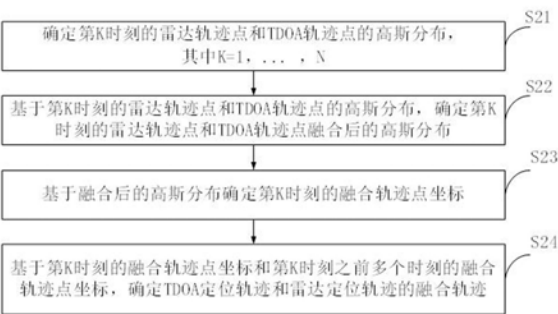 S21
确定第K时刻的雷达轨迹点和TDOA轨迹点的高斯分布，
其中K=1，... ，N
S22
基于第K时刻的雷达轨迹点和TDOA轨迹点的高斯分布，确定第K
时刻的雷达轨迹点和TDOA轨迹点融合后的高斯分布
S23
基于融合后的高斯分布确定第K时刻的融合轨迹点坐标
S24
基于第K时刻的融合轨迹点坐标和第K时刻之前多个时刻的融合
轨迹点坐标，确定TDOA定位轨迹和雷达定位轨迹的融合轨迹